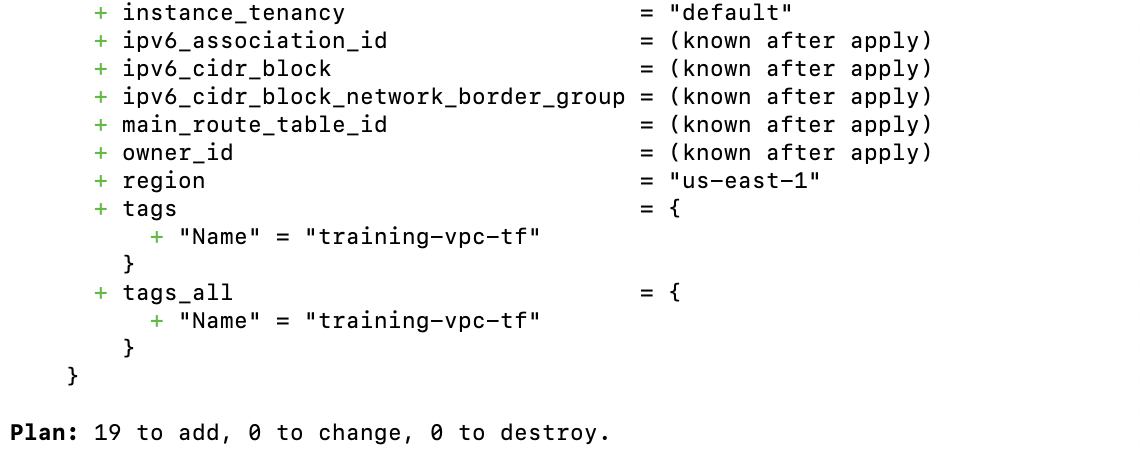 + instance_tenancy = "default"
+ ipv6_association_id = (known after apply)
+ ipv6_cidr_block = (known after apply)
+ ipv6_cidr_block_network_border_group = (known after apply)
+ main_route_table_id = (known after apply)
+ owner_id = (known after apply)
+ region = "us-east-1"
+ tags = {
+ "Name" = "training-vpc-tf"
}
+ tags_all = {
+ "Name" = "training-vpc-tf"
}
}
Plan: 19 to add, 0 to change, 0 to destroy.